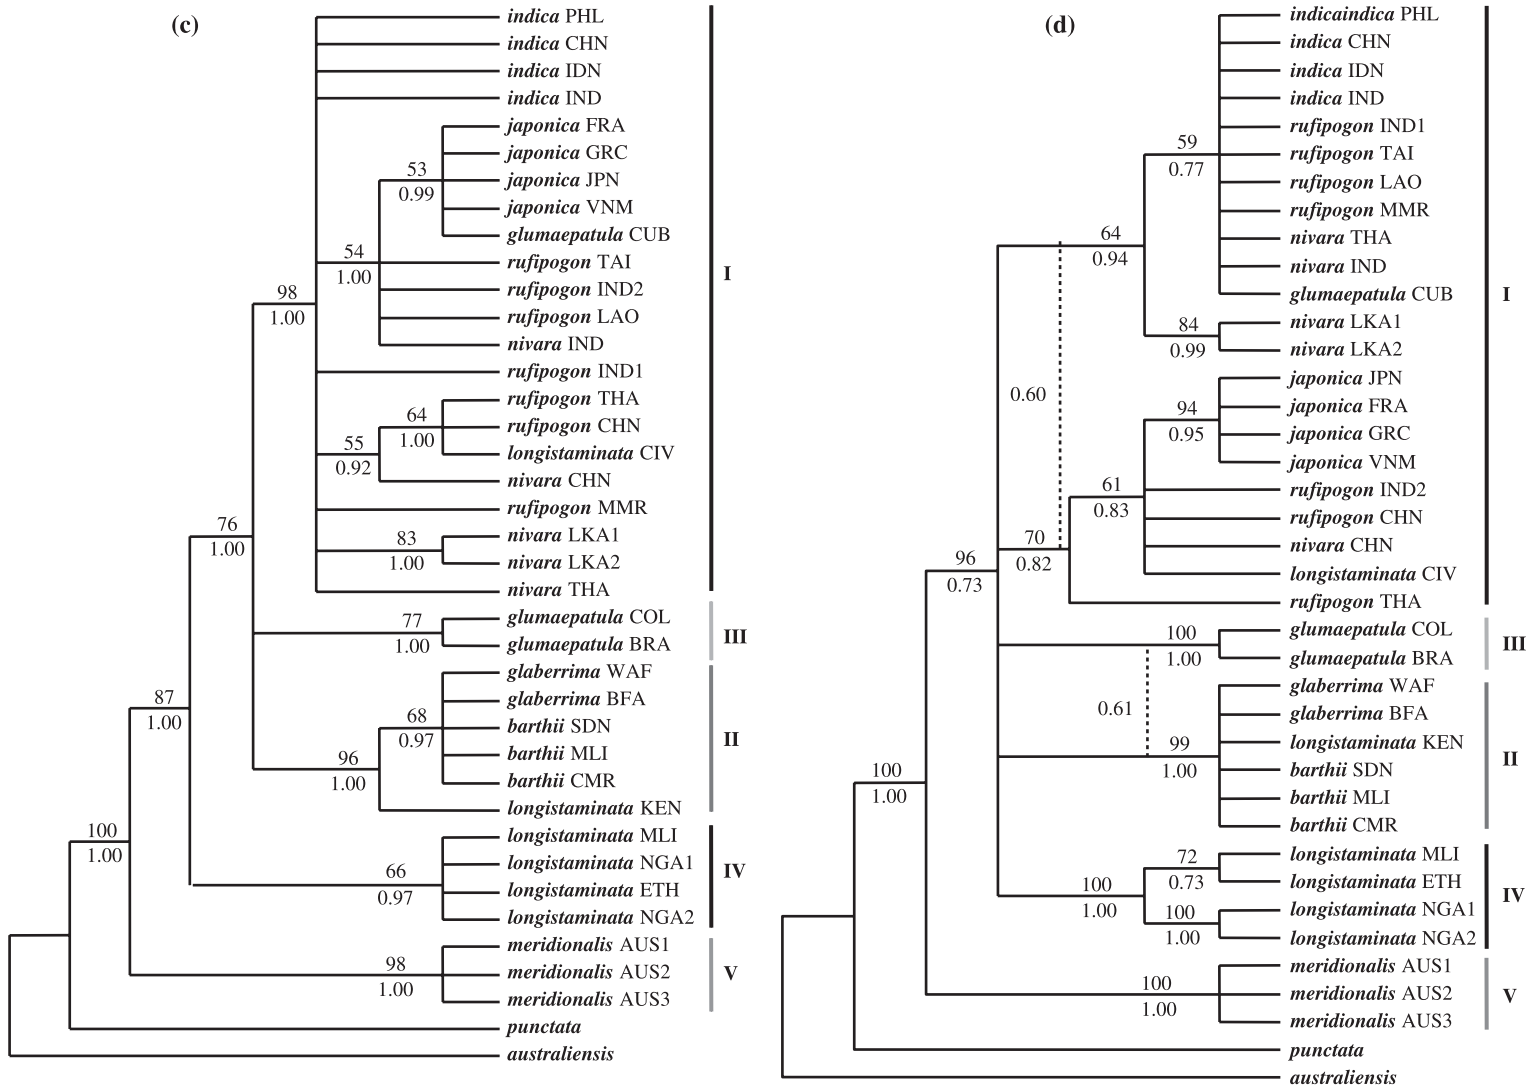 (c)
indica PHL
indica CHN
indica IDN
indica IND
japonica FRA
53
japonica GRC
0.99
japonica JPN
japonica VNM
glumaepatula CUB
54
1.00
rufipogon TAI
I
98
1.00
rufipogon IND2
rufipogon LAO
nivara IND
rufipogon IND1
rufipogon THA
64
1.00
rufipogon CHN
55
0.92
longistaminata CIV
nivara CHN
rufipogon MMR
76
1.00
83
1.00
nivara LKA1
nivara LKA2
nivara THA
77
1.00
glumaepatula COL
glumaepatula BRA
III
glaberrima WAF
87
1.00
glaberrima BFA
68
0.97
barthii SDN
II
96
1.00
barthii MLI
barthii CMR
longistaminata KEN
100
1.00
longistaminata MLI
longistaminata NGA1
66
0.97
IV
longistaminata ETH
longistaminata NGA2
meridionalis AUS1
98
1.00
meridionalis AUS2
V
meridionalis AUS3
punctata
australiensis
(d)
indicaindica PHL
indica CHN
indica IDN
indica IND
rufipogon IND1
59
0.77
rufipogon TAI
rufipogon LAO
rufipogon MMR
64
0.94
nivara THA
nivara IND
glumaepatula CUB
I
84
0.99
nivara LKA1
nivara LKA2
japonica JPN
0.60
94
0.95
japonica FRA
japonica GRC
japonica VNM
61
0.83
rufipogon IND2
rufipogon CHN
70
0.82
nivara CHN
96
0.73
longistaminata CIV
rufipogon THA
100
1.00
glumaepatula COL
glumaepatula BRA
III
glaberrima WAF
0.61
glaberrima BFA
99
1.00
longistaminata KEN
II
100
1.00
barthii SDN
barthii MLI
barthii CMR
72
0.73
longistaminata MLI
longistaminata ETH
100
1.00
IV
100
1.00
longistaminata NGA1
longistaminata NGA2
meridionalis AUS1
100
1.00
meridionalis AUS2
V
meridionalis AUS3
punctata
australiensis